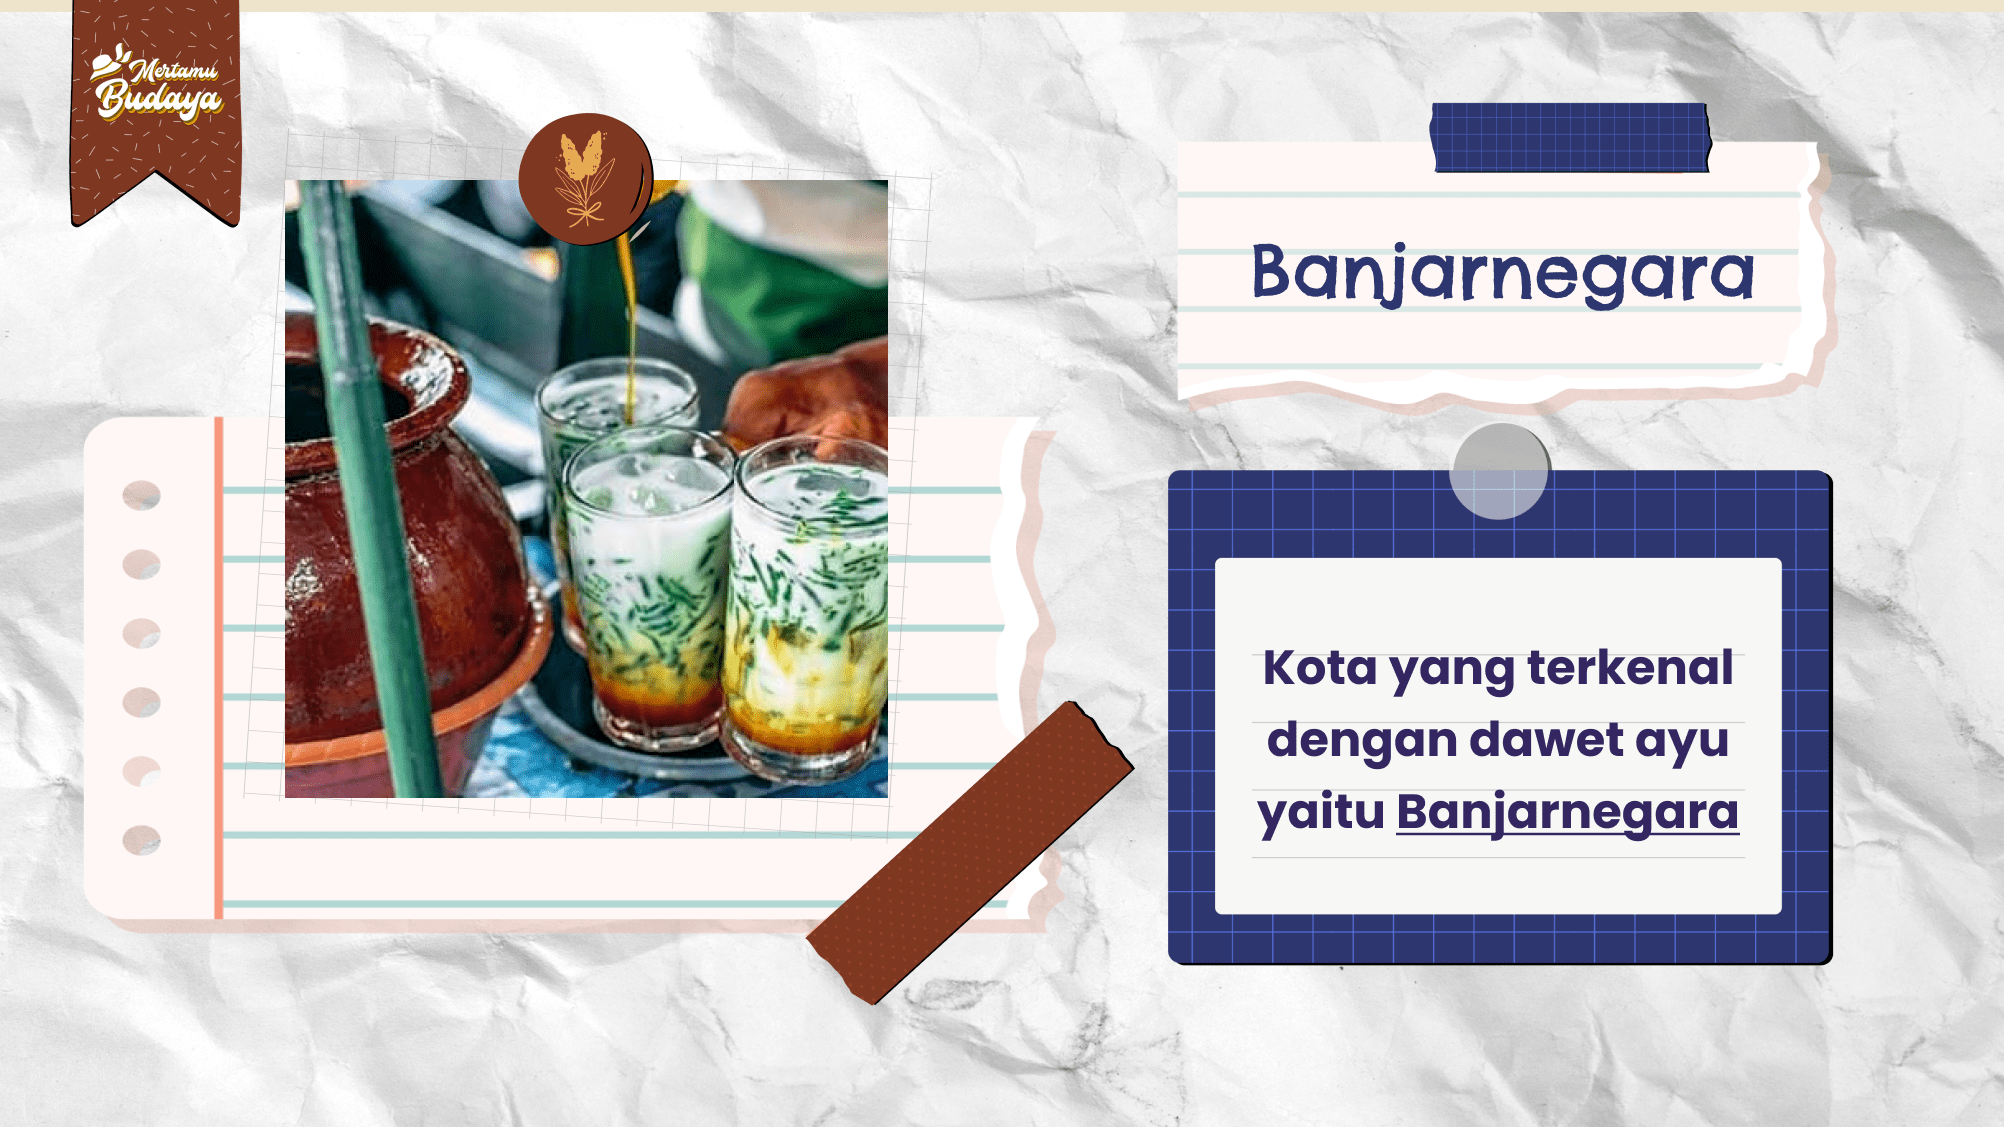 Mertamu
Budaya
Banjarnegara
Kota yang terkenal
dengan dawet ayu
yaitu Banjarnegara